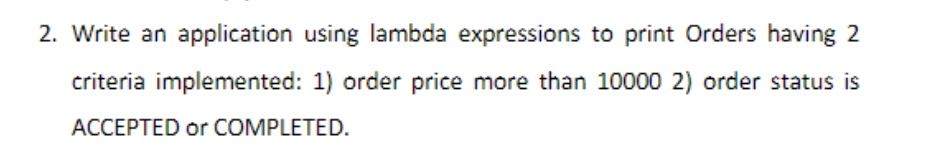 2. Write an application using lambda expressions to print Orders having 2
criteria implemented: 1) order price more than 10000 2) order status is
ACCEPTED or COMPLETED.